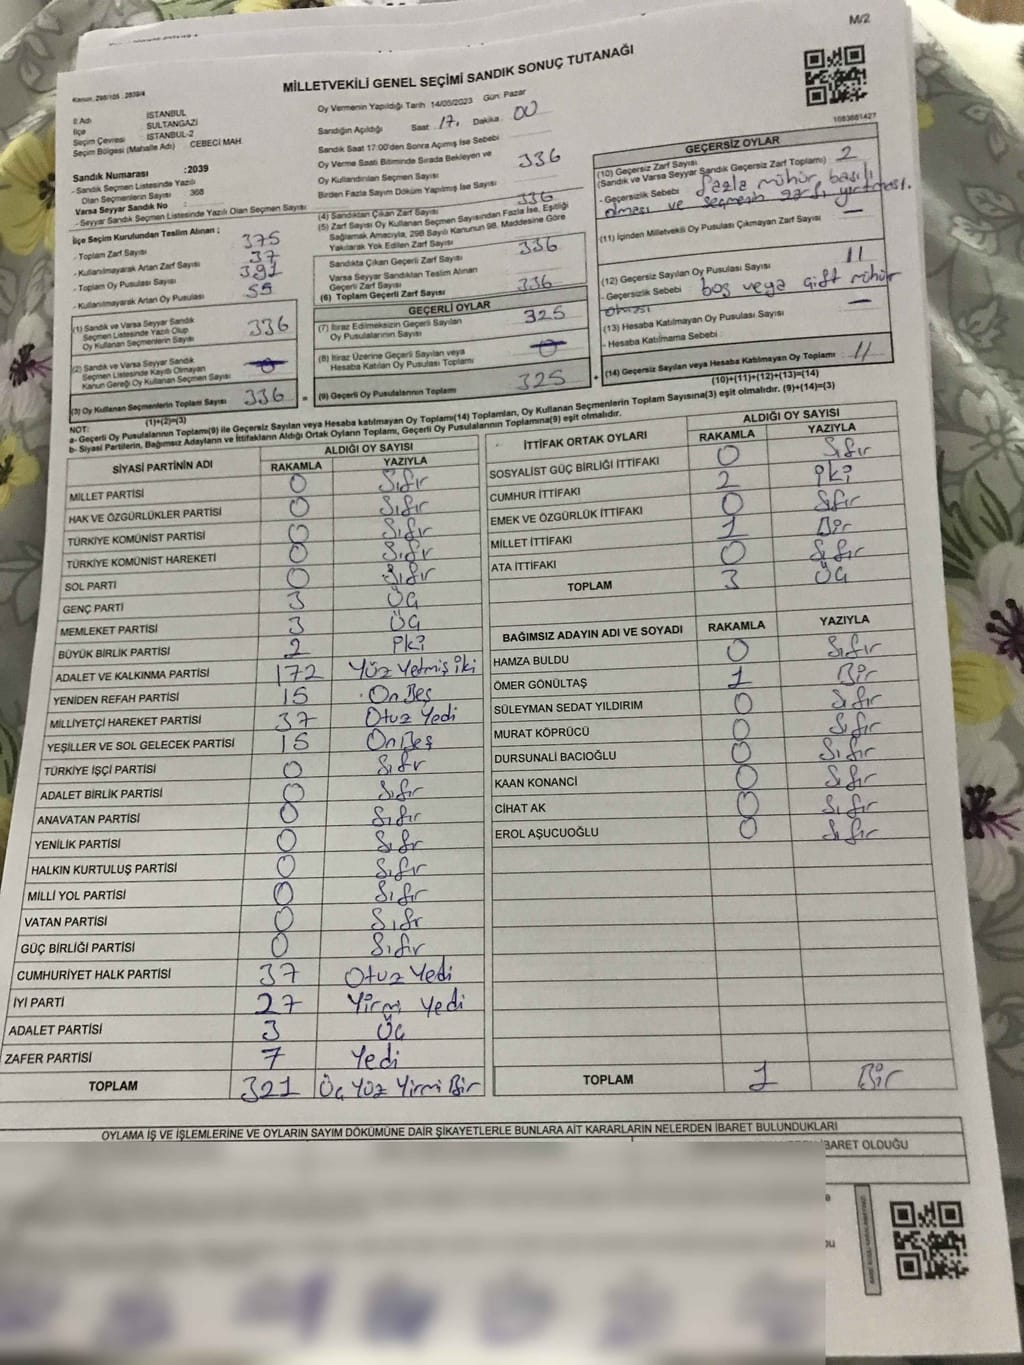 M/2
Kanun: 298/105 , 2839/4
MİLLETVEKİLİ GENEL SEÇİMİ SANDIK SONUÇ TUTANAĞI
İl Adı : İSTANBUL
İlçe : SULTANGAZİ
Seçim Çevresi : İSTANBUL-2
Seçim Bölgesi (Mahalle Adı) : CEBECİ MAH.
Sandık Numarası : 2039
- Sandık Seçmen Listesinde Yazılı
Olan Seçmenlerin Sayısı : 368
Varsa Seyyar Sandık No :
- Seyyar Sandık Seçmen Listesinde Yazılı Olan Seçmen Sayısı :
İlçe Seçim Kurulundan Teslim Alınan ;
- Toplam Zarf Sayısı 375
- Kullanılmayarak Artan Zarf Sayısı 37
- Toplam Oy Pusulası Sayısı 391
- Kullanılmayarak Artan Oy Pusulası 55
(1) Sandık ve Varsa Seyyar Sandık
Seçmen Listesinde Yazılı Olup
Oy Kullanan Seçmenlerin Sayısı 336
(2) Sandık ve Varsa Seyyar Sandık
Seçmen Listesinde Kaydı Olmayan
Kanun Gereği Oy Kullanan Seçmen Sayısı 0
(3) Oy Kullanan Seçmenlerin Toplam Sayısı 336
(1)+(2)=(3)
Oy Vermenin Yapıldığı Tarih 14/05/2023 Gün: Pazar
Sandığın Açıldığı Saat 17. Dakika 00
Sandık Saat 17:00'den Sonra Açılmış İse Sebebi
Oy Verme Saati Bitiminde Sırada Bekleyen ve
Oy Kullandırılan Seçmen Sayısı 336
Birden Fazla Sayım Döküm Yapılmış İse Sayısı
(4) Sandıktan Çıkan Zarf Sayısı 336
(5) Zarf Sayısı Oy Kullanan Seçmen Sayısından Fazla İse, Eşitliği
Sağlamak Amacıyla, 298 Sayılı Kanunun 98. Maddesine Göre
Yakılarak Yok Edilen Zarf Sayısı
Sandıkta Çıkan Geçerli Zarf Sayısı 336
Varsa Seyyar Sandıktan Teslim Alınan
Geçerli Zarf Sayısı
(6) Toplam Geçerli Zarf Sayısı 336
GEÇERLİ OYLAR
(7) İtiraz Edilmeksizin Geçerli Sayılan
Oy Pusulalarının Sayısı 325
(8) İtiraz Üzerine Geçerli Sayılan veya
Hesaba Katılan Oy Pusulası Toplamı 0
(9) Geçerli Oy Pusulalarının Toplamı 325
1083681427
GEÇERSİZ OYLAR
(10) Geçersiz Zarf Sayısı
(Sandık ve Varsa Seyyar Sandık Geçersiz Zarf Toplamı) 2
- Geçersizlik Sebebi fazla mühür basılı
olması ve seçmenin zarfı yırtması.
(11) İçinden Milletvekili Oy Pusulası Çıkmayan Zarf Sayısı —
(12) Geçersiz Sayılan Oy Pusulası Sayısı 11
- Geçersizlik Sebebi boş veya çift mühür
olması
(13) Hesaba Katılmayan Oy Pusulası Sayısı —
- Hesaba Katılmama Sebebi
(14) Geçersiz Sayılan veya Hesaba Katılmayan Oy Toplamı 11
(10)+(11)+(12)+(13)=(14)
NOT:
a- Geçerli Oy Pusulalarının Toplamı(9) ile Geçersiz Sayılan veya Hesaba Katılmayan Oy Toplamı(14) Toplamları, Oy Kullanan Seçmenlerin Toplam Sayısına(3) eşit olmalıdır. (9)+(14)=(3)
b- Siyasi Partilerin, Bağımsız Adayların ve İttifakların Aldığı Ortak Oyların Toplamı, Geçerli Oy Pusulalarının Toplamına(9) eşit olmalıdır.
SİYASİ PARTİNİN ADI ALDIĞI OY SAYISI
RAKAMLA YAZIYLA
MİLLET PARTİSİ 0 Sıfır
HAK VE ÖZGÜRLÜKLER PARTİSİ 0 Sıfır
TÜRKİYE KOMÜNİST PARTİSİ 0 Sıfır
TÜRKİYE KOMÜNİST HAREKETİ 0 Sıfır
SOL PARTİ 0 Sıfır
GENÇ PARTİ 3 Üç
MEMLEKET PARTİSİ 3 Üç
BÜYÜK BİRLİK PARTİSİ 2 İki
ADALET VE KALKINMA PARTİSİ 172 Yüz Yetmiş iki
YENİDEN REFAH PARTİSİ 15 On Beş
MİLLİYETÇİ HAREKET PARTİSİ 37 Otuz Yedi
YEŞİLLER VE SOL GELECEK PARTİSİ 15 On Beş
TÜRKİYE İŞÇİ PARTİSİ 0 Sıfır
ADALET BİRLİK PARTİSİ 0 Sıfır
ANAVATAN PARTİSİ 0 Sıfır
YENİLİK PARTİSİ 0 Sıfır
HALKIN KURTULUŞ PARTİSİ 0 Sıfır
MİLLİ YOL PARTİSİ 0 Sıfır
VATAN PARTİSİ 0 Sıfır
GÜÇ BİRLİĞİ PARTİSİ 0 Sıfır
CUMHURİYET HALK PARTİSİ 37 Otuz Yedi
İYİ PARTİ 27 Yirmi Yedi
ADALET PARTİSİ 3 Üç
ZAFER PARTİSİ 7 Yedi
TOPLAM 321 Üç Yüz Yirmi Bir
İTTİFAK ORTAK OYLARI ALDIĞI OY SAYISI
RAKAMLA YAZIYLA
SOSYALİST GÜÇ BİRLİĞİ İTTİFAKI 0 Sıfır
CUMHUR İTTİFAKI 2 İki
EMEK VE ÖZGÜRLÜK İTTİFAKI 0 Sıfır
MİLLET İTTİFAKI 1 Bir
ATA İTTİFAKI 0 Sıfır
TOPLAM 3 Üç
BAĞIMSIZ ADAYIN ADI VE SOYADI RAKAMLA YAZIYLA
HAMZA BULDU 0 Sıfır
ÖMER GÖNÜLTAŞ 1 Bir
SÜLEYMAN SEDAT YILDIRIM 0 Sıfır
MURAT KÖPRÜCÜ 0 Sıfır
DURSUNALİ BACIOĞLU 0 Sıfır
KAAN KONANCİ 0 Sıfır
CİHAT AK 0 Sıfır
EROL AŞUCUOĞLU 0 Sıfır
TOPLAM 1 Bir
OYLAMA İŞ VE İŞLEMLERİNE VE OYLARIN SAYIM DÖKÜMÜNE DAİR ŞİKAYETLERLE BUNLARA AİT KARARLARIN NELERDEN İBARET BULUNDUKLARI
İBARET OLDUĞU